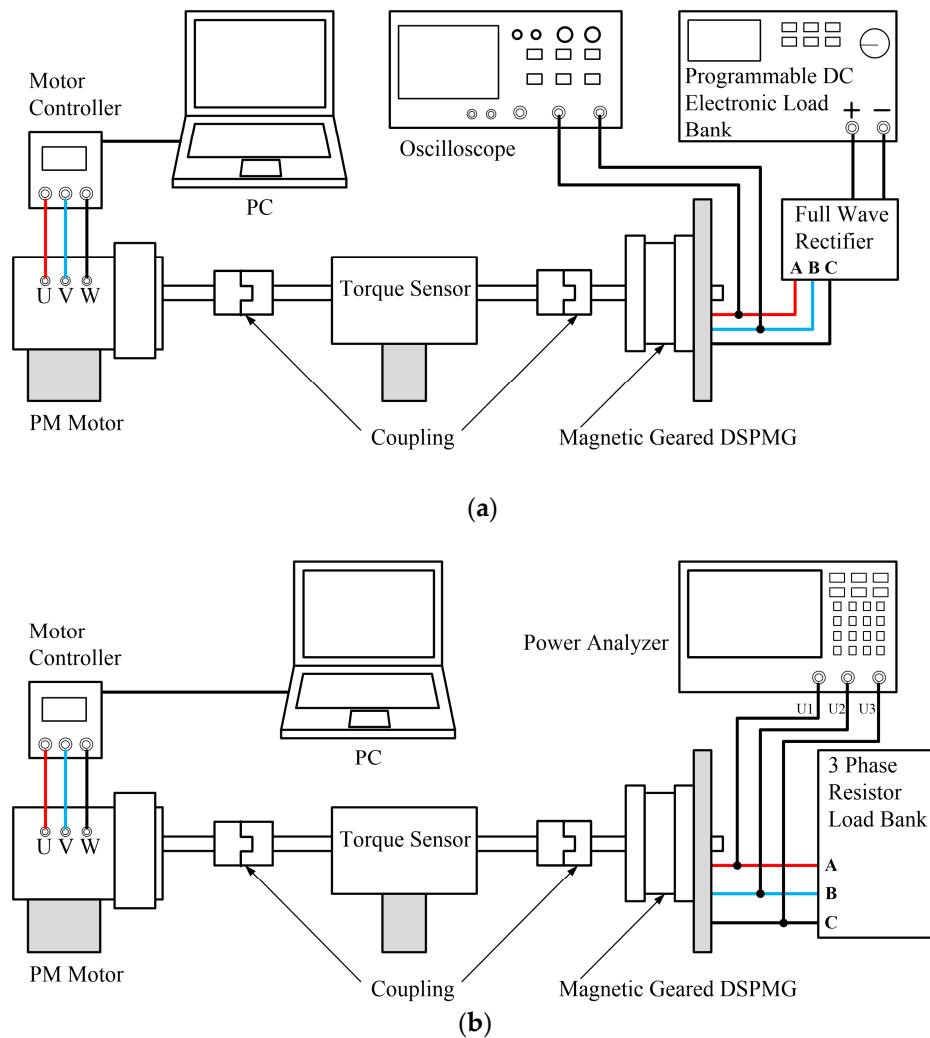 Motor
Controller
PC
Oscilloscope
Programmable DC
Electronic Load
Bank
+ −
Full Wave
Rectifier
A B C
U V W
Torque Sensor
PM Motor
Coupling
Magnetic Geared DSPMG
(a)
Motor
Controller
PC
Power Analyzer
U1 U2 U3
3 Phase
Resistor
Load Bank
A
B
C
U V W
Torque Sensor
PM Motor
Coupling
Magnetic Geared DSPMG
(b)